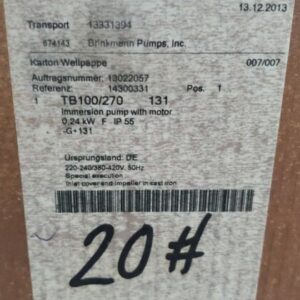 13.12.2013
Transport 13331394
674143 Brinkmann Pumps, Inc.
Karton Wellpappe 007/007
Auftragsnummer: 13022057
Referenz: 14300331 Pos. 1
1 TB100/270 131
Immersion pump with motor
0,24 kW F IP 55
-G-131
Ursprungsland: DE
220-240/380-420V, 50Hz
Special execution
Inlet cover and impeller in cast iron
20#